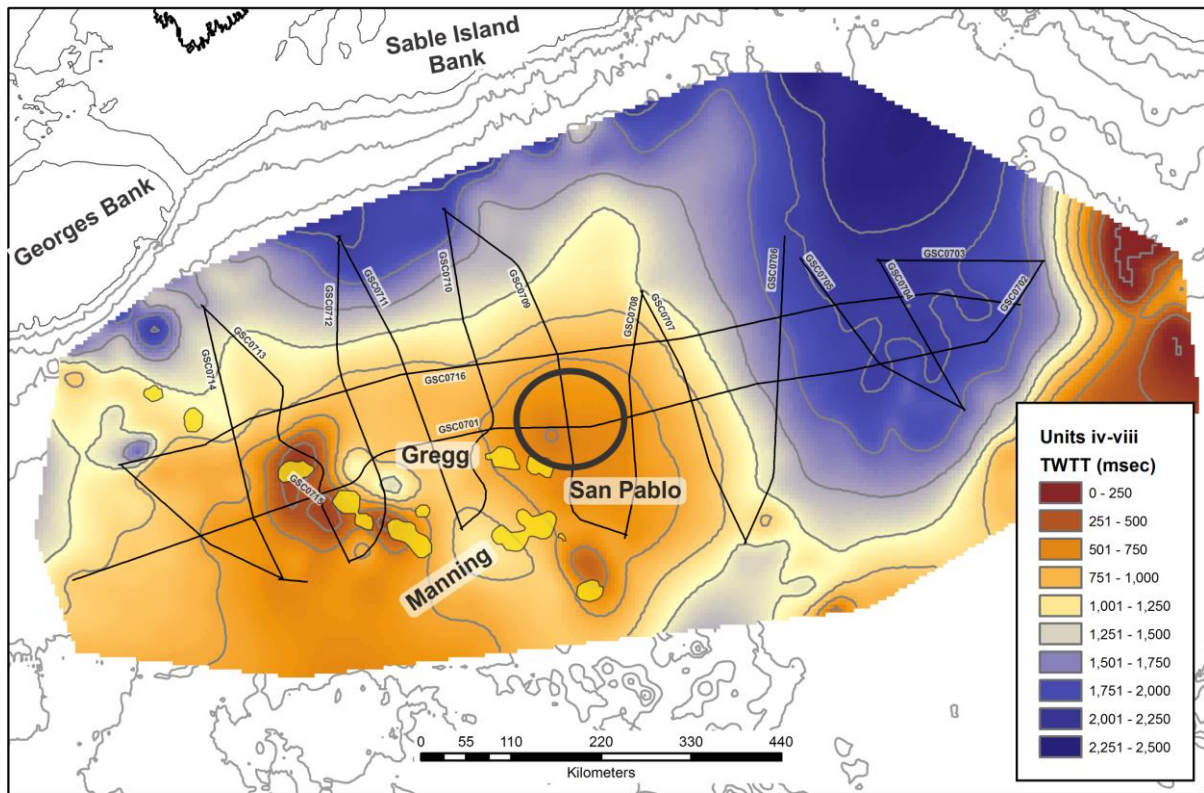 Sable Island
Bank
Georges Bank
GSC0703
GSC0706
GSC0705
GSC0704
GSC0702
GSC0710
GSC0711
GSC0709
GSC0712
GSC0708
GSC0707
GSC0713
GSC0714
GSC0716
GSC0701
Gregg
GSC0715
San Pablo
Manning
Units iv-viii
TWTT (msec)
0 - 250
251 - 500
501 - 750
751 - 1,000
1,001 - 1,250
1,251 - 1,500
1,501 - 1,750
1,751 - 2,000
2,001 - 2,250
2,251 - 2,500
0 55 110 220 330 440
Kilometers